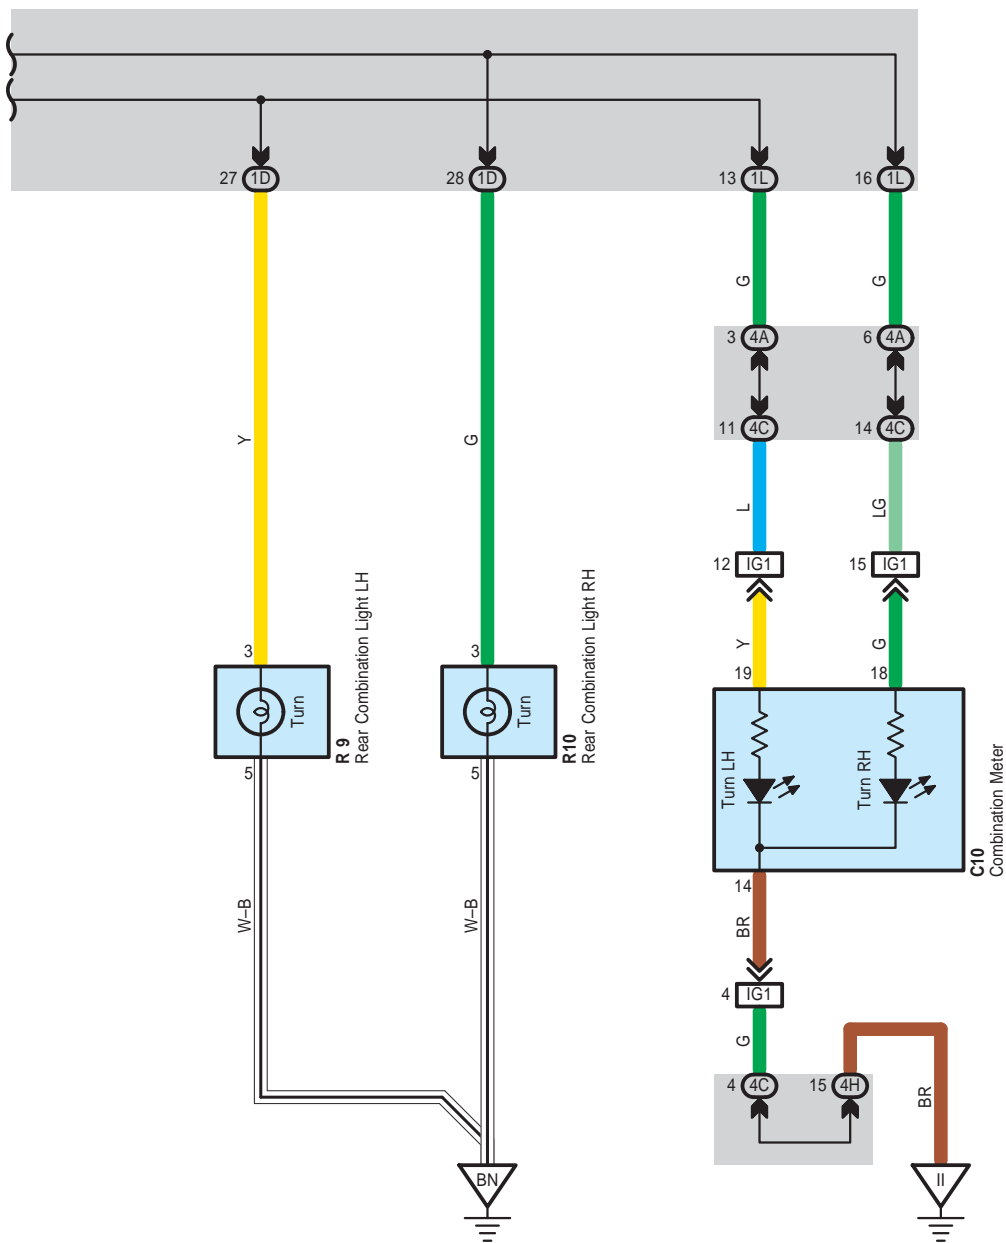 27 1D
28 1D
13 1L
16 1L
G
G
3 4A
6 4A
11 4C
14 4C
Y
G
L
LG
12 IG1
15 IG1
Y
G
3
3
19
18
Turn
R 9
Rear Combination Light LH
Turn
R10
Rear Combination Light RH
Turn LH
Turn RH
C10
Combination Meter
5
5
14
W–B
W–B
BR
4 IG1
G
4 4C
15 4H
BR
BN
II